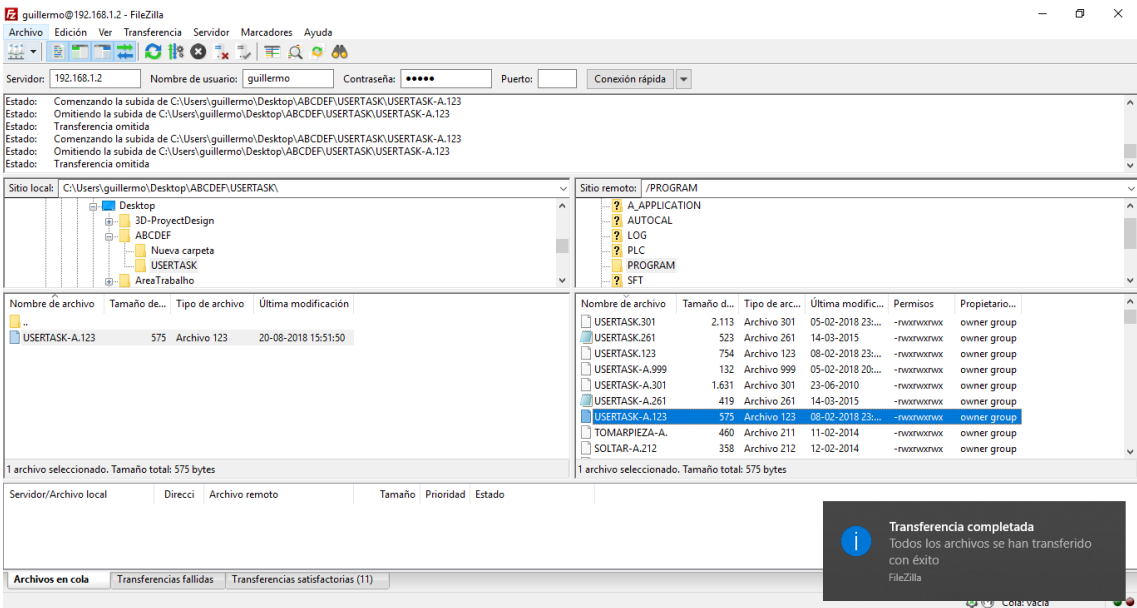 guillermo@192.168.1.2 - FileZilla
Archivo Edición Ver Transferencia Servidor Marcadores Ayuda
Servidor: 192.168.1.2 Nombre de usuario: guillermo Contraseña: ●●●●● Puerto: Conexión rápida
Estado: Comenzando la subida de C:\Users\guillermo\Desktop\ABCDEF\USERTASK\USERTASK-A.123
Estado: Omitiendo la subida de C:\Users\guillermo\Desktop\ABCDEF\USERTASK\USERTASK-A.123
Estado: Transferencia omitida
Estado: Comenzando la subida de C:\Users\guillermo\Desktop\ABCDEF\USERTASK\USERTASK-A.123
Estado: Omitiendo la subida de C:\Users\guillermo\Desktop\ABCDEF\USERTASK\USERTASK-A.123
Estado: Transferencia omitida
Sitio local: C:\Users\guillermo\Desktop\ABCDEF\USERTASK\
Desktop
3D-ProyectDesign
ABCDEF
Nueva carpeta
USERTASK
AreaTrabalho
Nombre de archivo Tamaño de... Tipo de archivo Última modificación
..
USERTASK-A.123 575 Archivo 123 20-08-2018 15:51:50
1 archivo seleccionado. Tamaño total: 575 bytes
Sitio remoto: /PROGRAM
A_APPLICATION
AUTOCAL
LOG
PLC
PROGRAM
SFT
Nombre de archivo Tamaño d... Tipo de arc... Última modific... Permisos Propietario...
USERTASK.301 2.113 Archivo 301 05-02-2018 23:... -rwxrwxrwx owner group
USERTASK.261 523 Archivo 261 14-03-2015 -rwxrwxrwx owner group
USERTASK.123 754 Archivo 123 08-02-2018 23:... -rwxrwxrwx owner group
USERTASK-A.999 132 Archivo 999 05-02-2018 20:... -rwxrwxrwx owner group
USERTASK-A.301 1.631 Archivo 301 23-06-2010 -rwxrwxrwx owner group
USERTASK-A.261 419 Archivo 261 14-03-2015 -rwxrwxrwx owner group
USERTASK-A.123 575 Archivo 123 08-02-2018 23:... -rwxrwxrwx owner group
TOMARPIEZA-A. 460 Archivo 211 11-02-2014 -rwxrwxrwx owner group
SOLTAR-A.212 358 Archivo 212 12-02-2014 -rwxrwxrwx owner group
1 archivo seleccionado. Tamaño total: 575 bytes
Servidor/Archivo local Direcci Archivo remoto Tamaño Prioridad Estado
Transferencia completada
Todos los archivos se han transferido
con éxito
FileZilla
Archivos en cola Transferencias fallidas Transferencias satisfactorias (11)
Cola: vacía